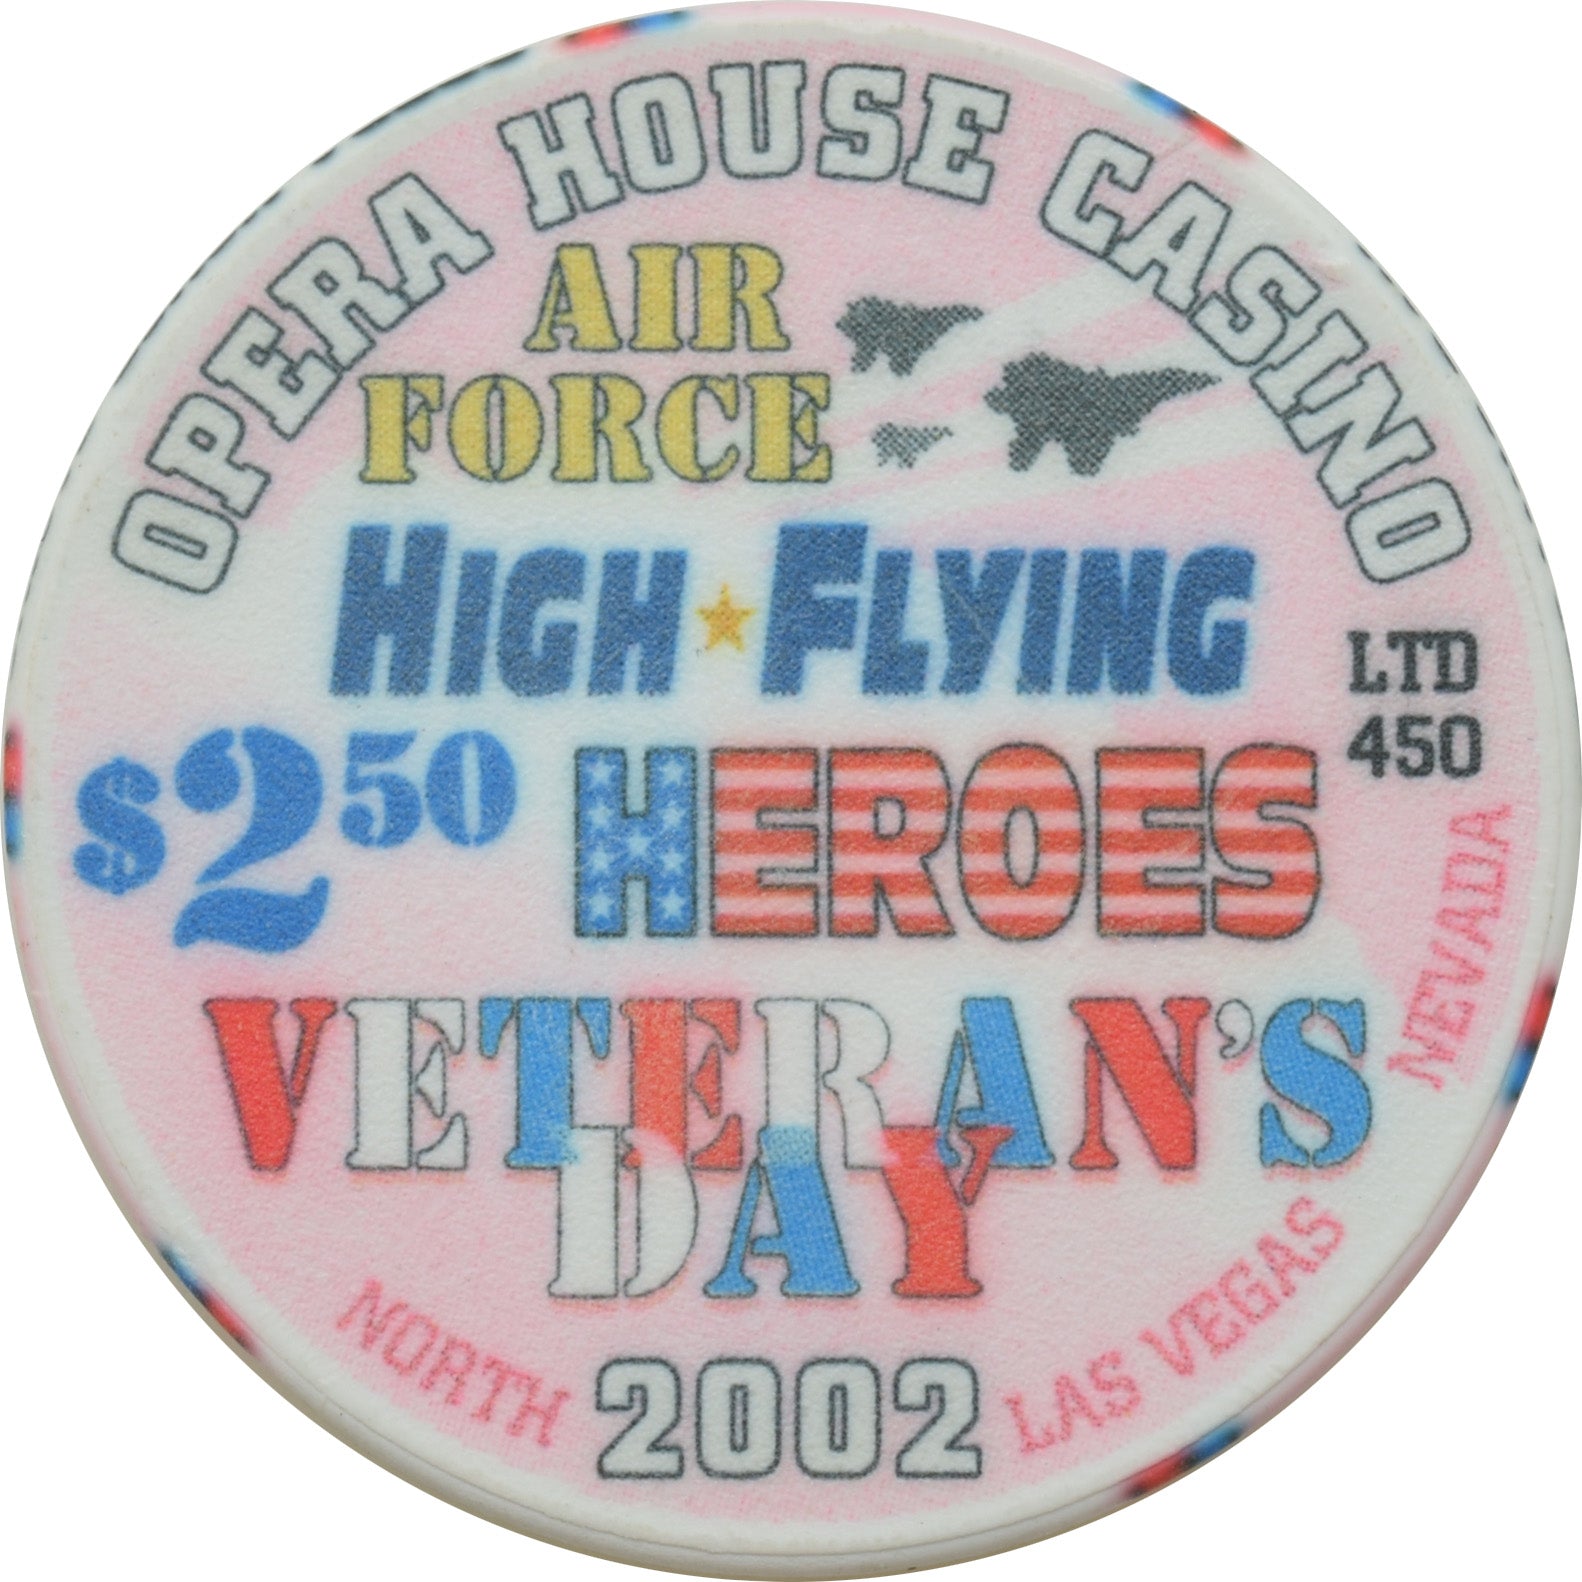 OPERA HOUSE CASINO
AIR
FORCE
HIGH★FLYING
LTD
450
$2.50 HEROES
VETERAN'S
DAY
NORTH
2002
LAS VEGAS
NEVADA